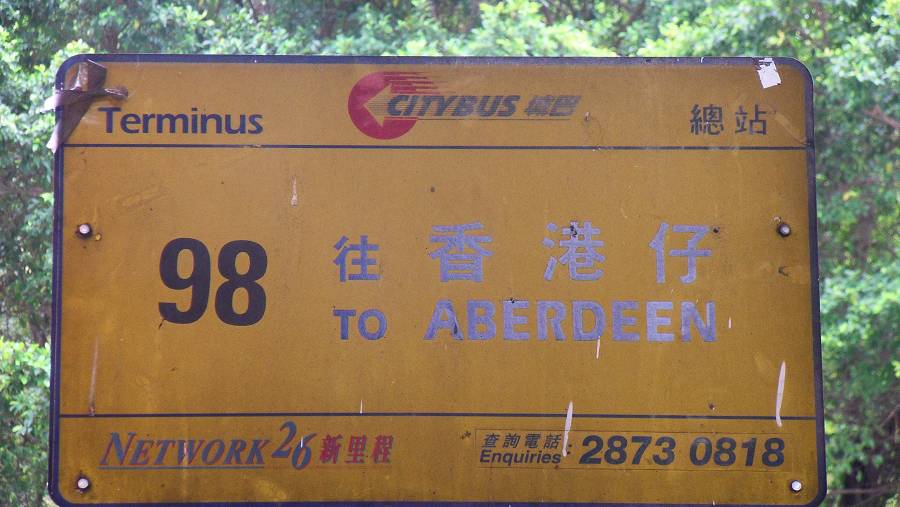 Terminus CITYBUS 城巴 總站
98 往 香港仔
TO ABERDEEN
NETWORK 26 新里程 查詢電話 Enquiries 2873 0818